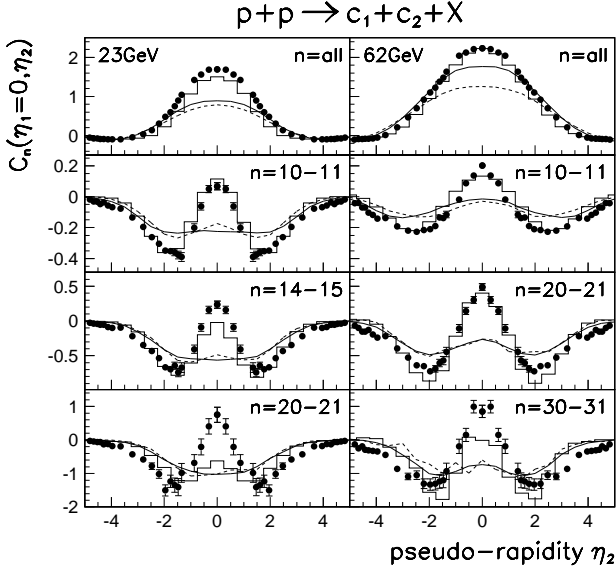 p+p → c₁+c₂+X
Cₙ(η₁=0,η₂)
23GeV n=all
62GeV n=all
2
1
0
n=10−11
n=10−11
0.2
0
-0.2
-0.4
n=14−15
n=20−21
0.5
0
-0.5
n=20−21
n=30−31
1
0
-1
-2
-4 -2 0 2 4
-4 -2 0 2 4
pseudo−rapidity η₂